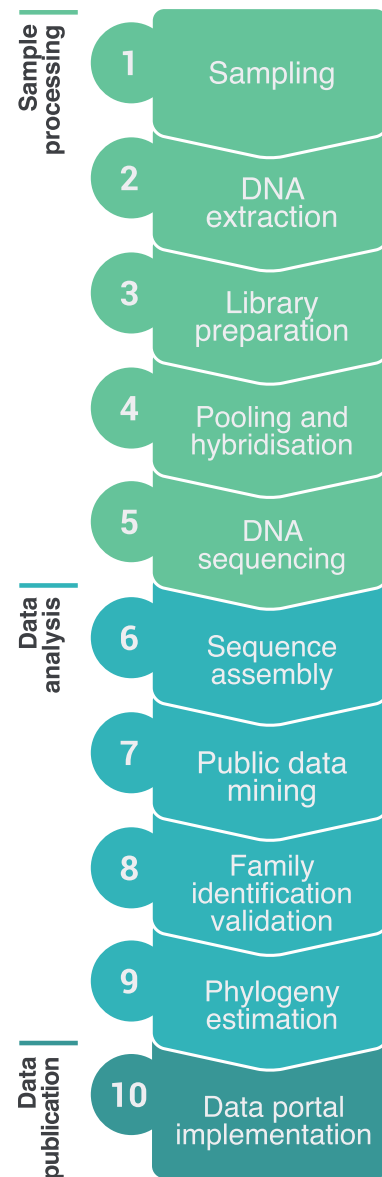 Sample
processing
1
Sampling
2
DNA
extraction
3
Library
preparation
4
Pooling and
hybridisation
5
DNA
sequencing
Data
analysis
6
Sequence
assembly
7
Public data
mining
8
Family
identification
validation
9
Phylogeny
estimation
Data
publication
10
Data portal
implementation